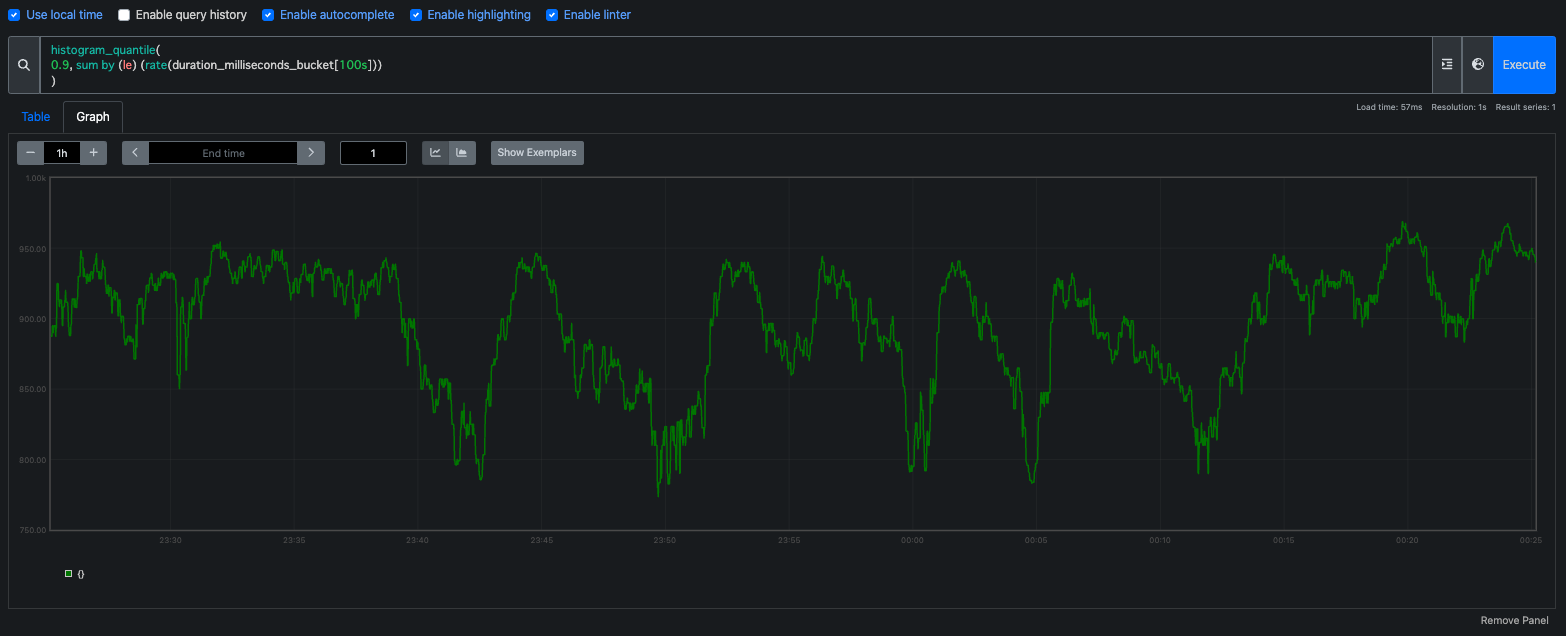 Use local time Enable query history Enable autocomplete Enable highlighting Enable linter
histogram_quantile(
0.9, sum by (le) (rate(duration_milliseconds_bucket[100s]))
)
Execute
Load time: 57ms Resolution: 1s Result series: 1
Table Graph
− 1h + End time 1 Show Exemplars
1.00k
950.00
900.00
850.00
800.00
750.00
23:30 23:35 23:40 23:45 23:50 23:55 00:00 00:05 00:10 00:15 00:20 00:25
{}
Remove Panel